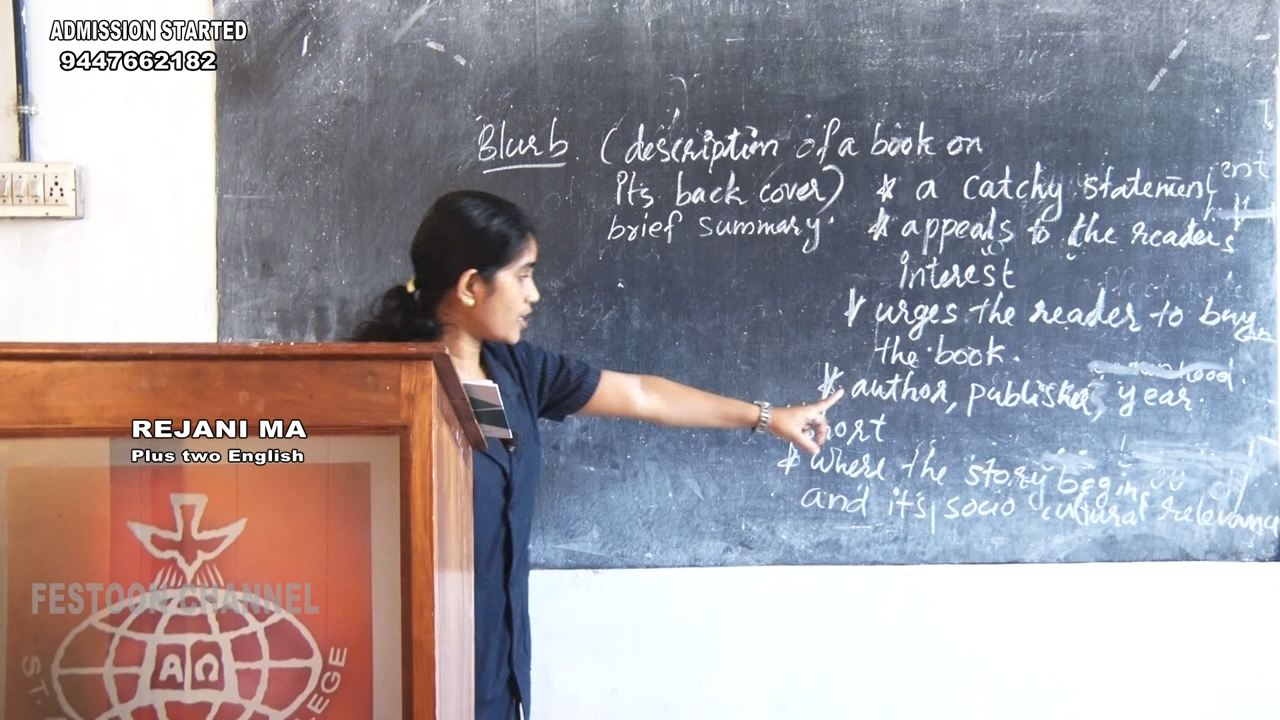 ADMISSION STARTED
9447662182
Blurb (description of a book on
its back cover) * a catchy statement
brief summary. * appeals to the readers
interest
* urges the reader to buy
the book.
* author, publisher, year.
* where the story begins
and its socio cultural relevance
REJANI MA
Plus two English
FESTOON CHANNEL
ST.
ΑΩ